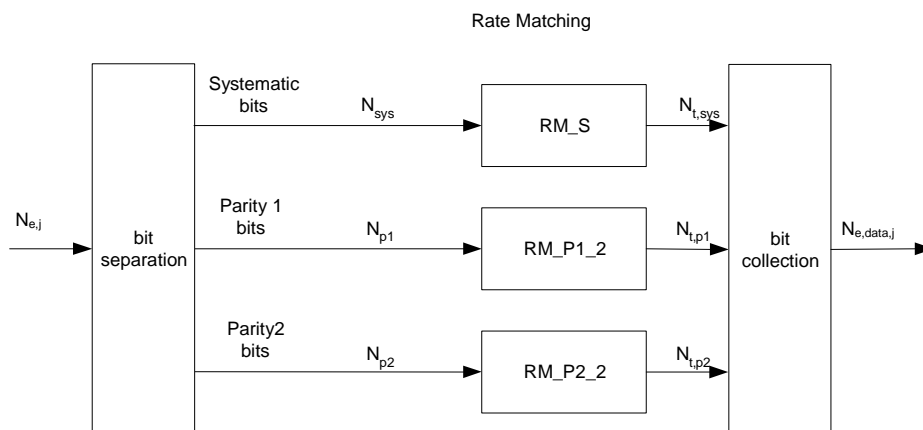 Rate Matching
Systematic
bits
N_sys
RM_S
N_t,sys
N_e,j
bit
separation
Parity 1
bits
N_p1
RM_P1_2
N_t,p1
bit
collection
N_e,data,j
Parity2
bits
N_p2
RM_P2_2
N_t,p2